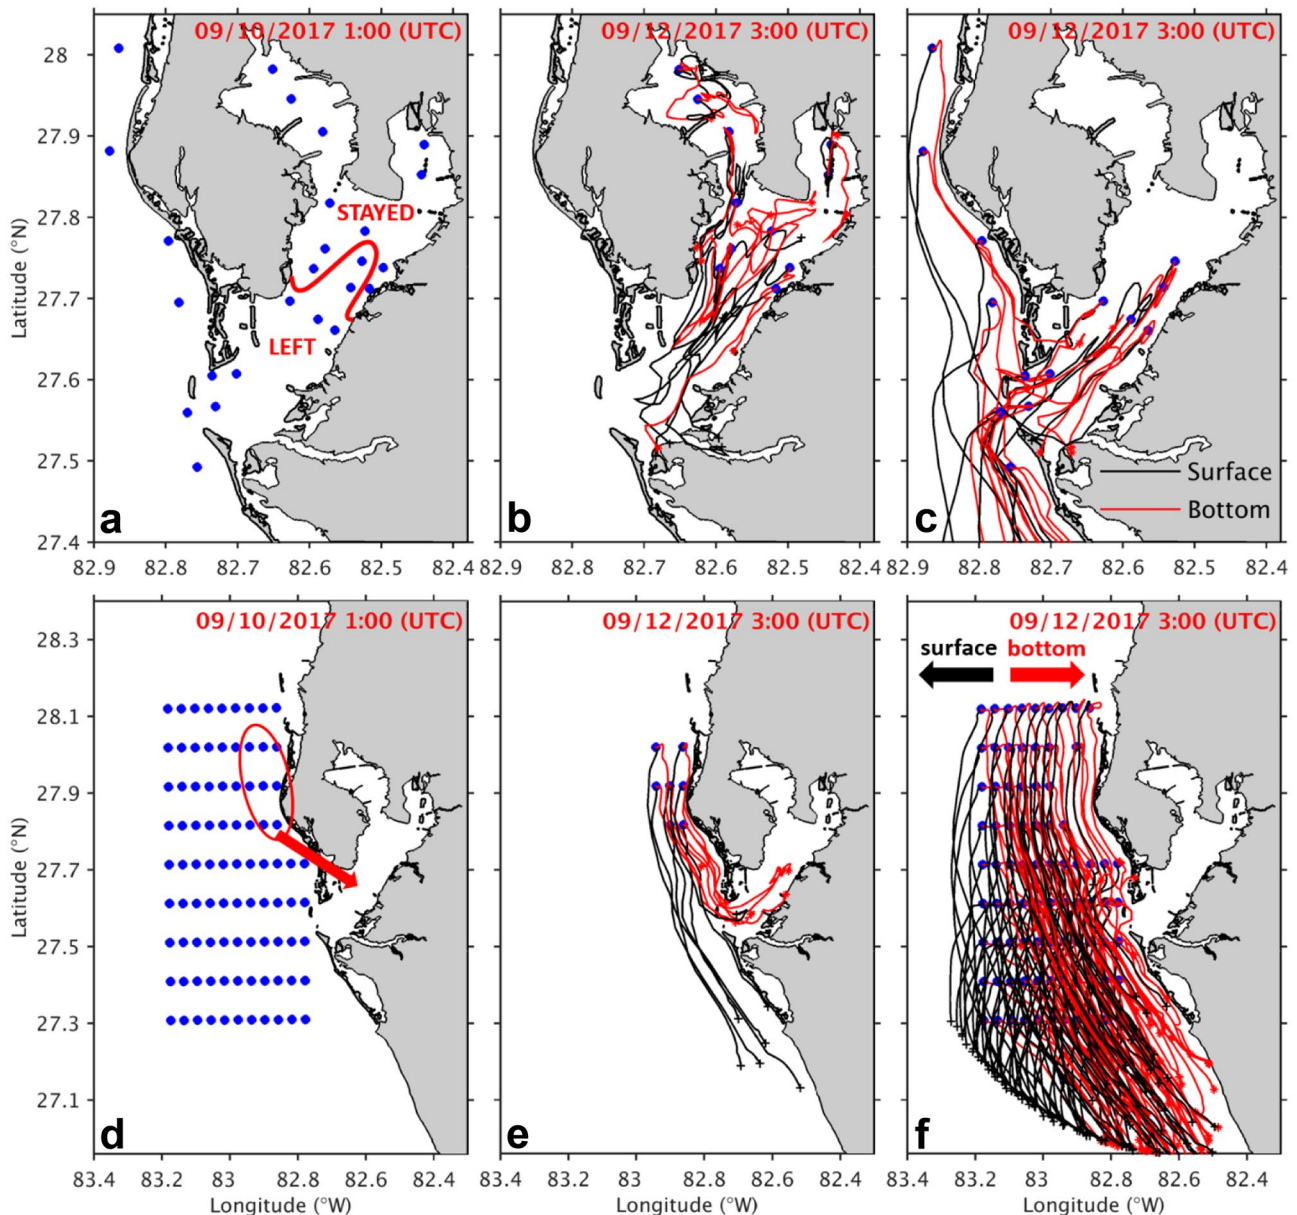 09/10/2017 1:00 (UTC)
09/12/2017 3:00 (UTC)
09/12/2017 3:00 (UTC)
28
27.9
27.8
27.7
27.6
27.5
27.4
Latitude (°N)
STAYED
LEFT
Surface
Bottom
a
b
c
82.9 82.8 82.7 82.6 82.5 82.4
82.9 82.8 82.7 82.6 82.5 82.4
82.9 82.8 82.7 82.6 82.5 82.4
09/10/2017 1:00 (UTC)
09/12/2017 3:00 (UTC)
09/12/2017 3:00 (UTC)
surface bottom
28.3
28.1
27.9
27.7
27.5
27.3
27.1
Latitude (°N)
d
e
f
83.4 83.2 83 82.8 82.6 82.4
83.4 83.2 83 82.8 82.6 82.4
83.4 83.2 83 82.8 82.6 82.4
Longitude (°W)
Longitude (°W)
Longitude (°W)